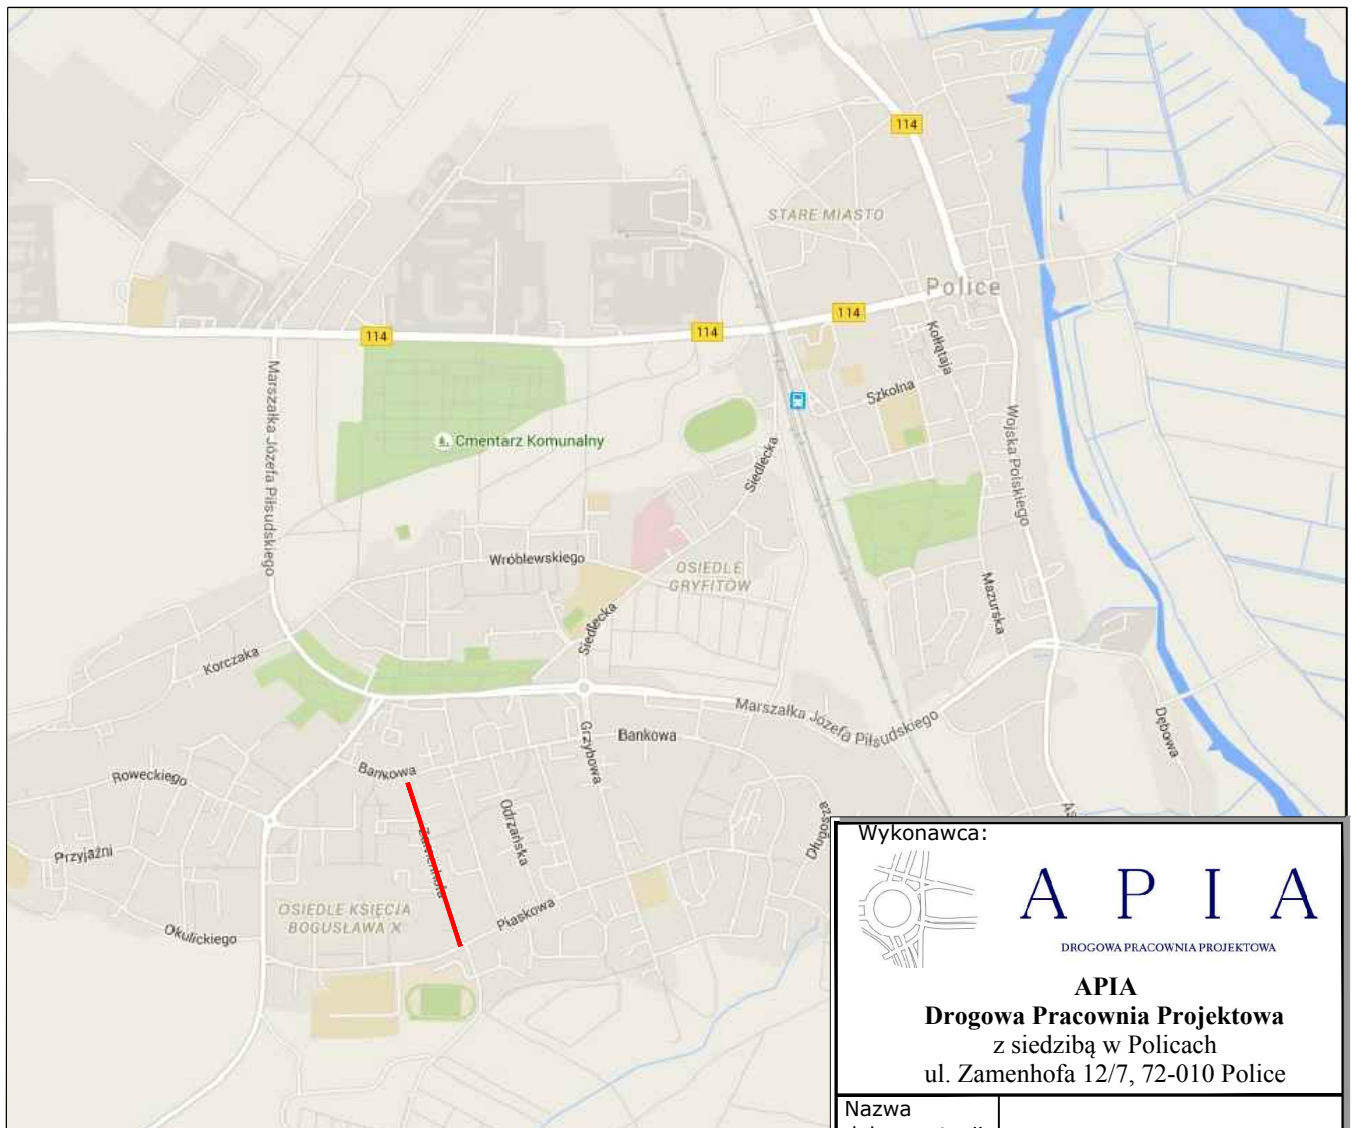 114
STARE MIASTO
Police
114
114
114
Kołłątaja
Szkolna
Marszałka Józefa Piłsudskiego
Cmentarz Komunalny
Siedlecka
Wojska Polskiego
Wróblewskiego
OSIEDLE
GRYFITÓW
Mazurska
Siedlecka
Korczaka
Marszałka Józefa Piłsudskiego
Dębowa
Grzybowa
Bankowa
Bankowa
Roweckiego
Odrzańska
Długosza
Przyjaźni
Zamenhofa
OSIEDLE KSIĘCIA
BOGUSŁAWA X
Piaskowa
Okulickiego
Wykonawca:
A P I A
DROGOWA PRACOWNIA PROJEKTOWA
APIA
Drogowa Pracownia Projektowa
z siedzibą w Policach
ul. Zamenhofa 12/7, 72-010 Police
Nazwa